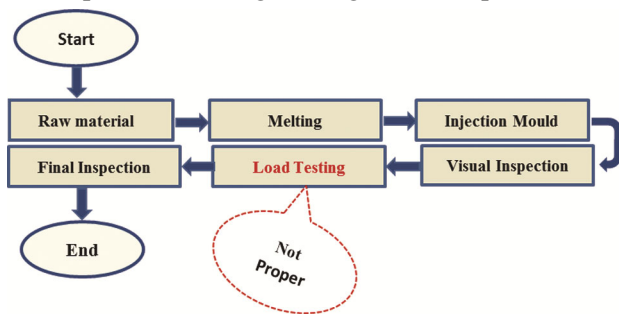 Start
Raw material
Melting
Injection Mould
Visual Inspection
Load Testing
Final Inspection
End
Not
Proper